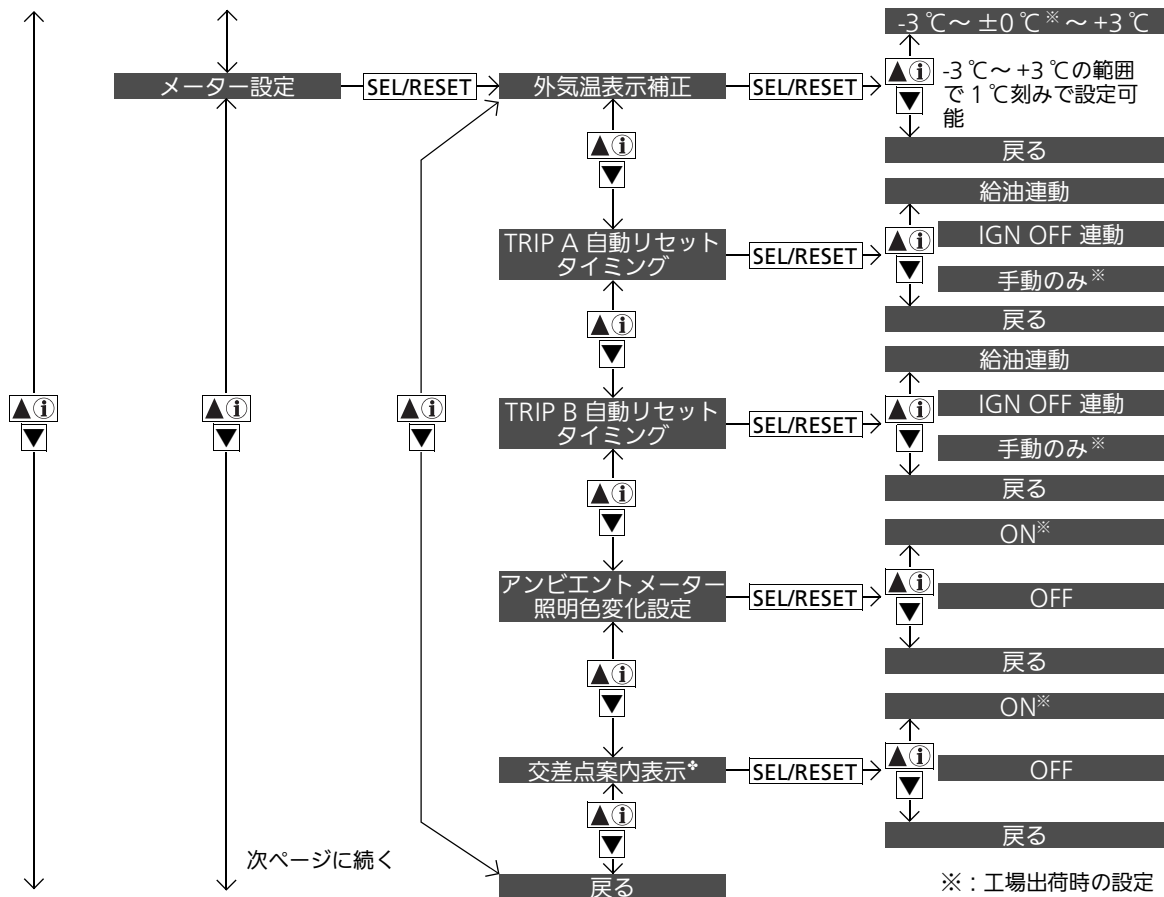 -3 ℃～ ±0 ℃※～ +3 ℃
メーター設定
SEL/RESET
外気温表示補正
SEL/RESET
▲ⓘ
▼
-3 ℃～ +3 ℃の範囲
で 1 ℃刻みで設定可
能
戻る
▲ⓘ
▼
給油連動
TRIP A 自動リセット
タイミング
SEL/RESET
▲ⓘ
▼
IGN OFF 連動
手動のみ※
戻る
▲ⓘ
▼
給油連動
▲ⓘ
▼
▲ⓘ
▼
▲ⓘ
▼
TRIP B 自動リセット
タイミング
SEL/RESET
▲ⓘ
▼
IGN OFF 連動
手動のみ※
戻る
▲ⓘ
▼
ON※
アンビエントメーター
照明色変化設定
SEL/RESET
▲ⓘ
▼
OFF
戻る
▲ⓘ
▼
ON※
交差点案内表示✤
SEL/RESET
▲ⓘ
▼
OFF
戻る
▲ⓘ
▼
次ページに続く
戻る
※：工場出荷時の設定